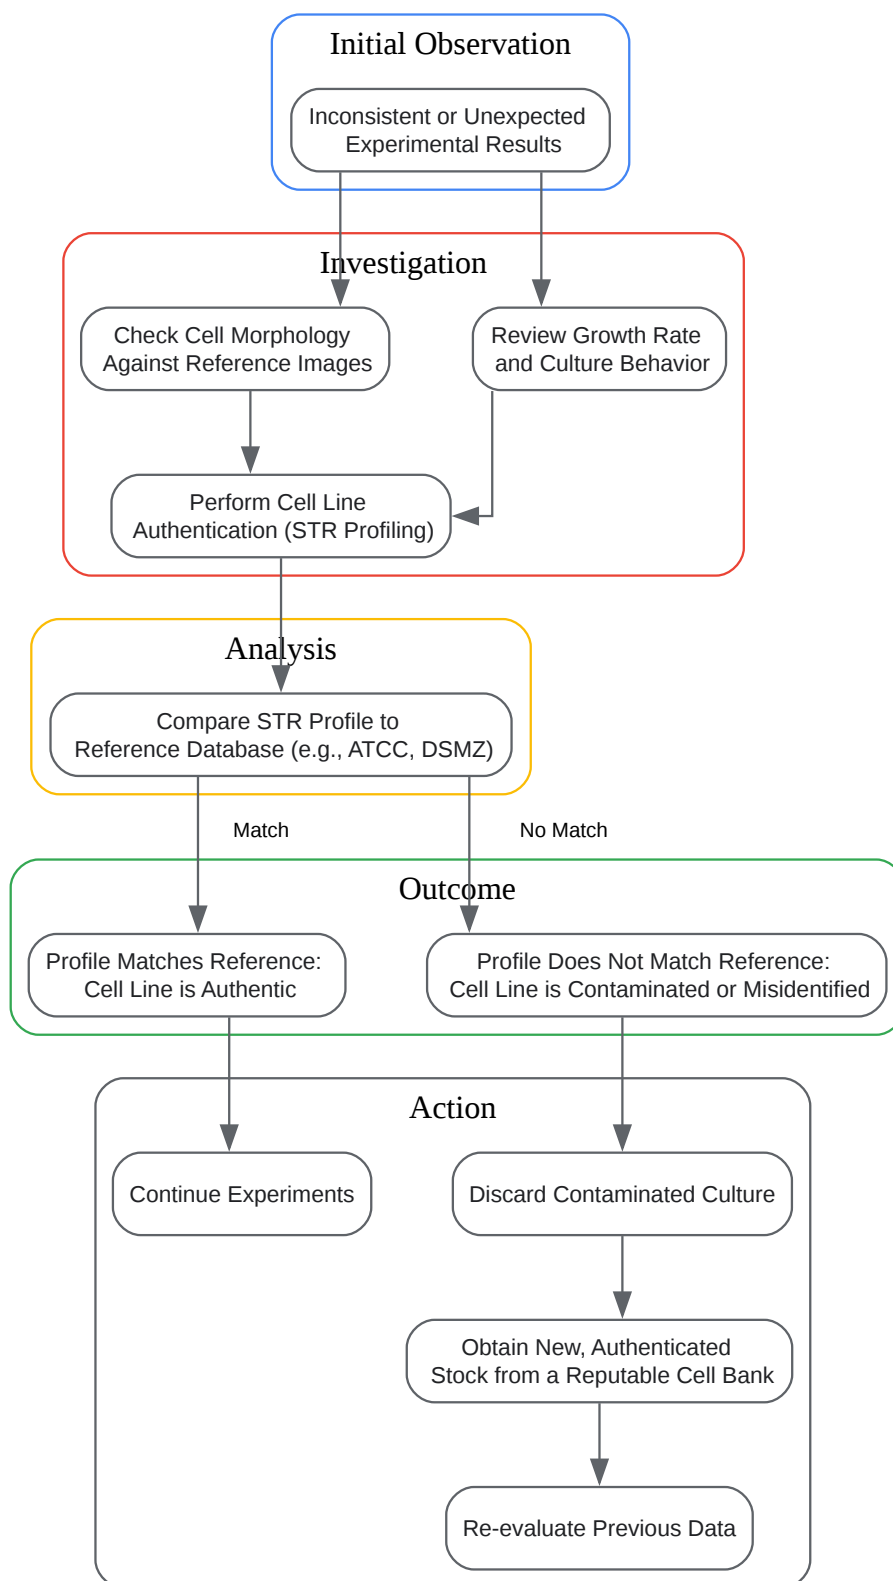 Initial Observation
Inconsistent or Unexpected
Experimental Results
Investigation
Check Cell Morphology
Against Reference Images
Review Growth Rate
and Culture Behavior
Perform Cell Line
Authentication (STR Profiling)
Analysis
Compare STR Profile to
Reference Database (e.g., ATCC, DSMZ)
Match
No Match
Outcome
Profile Matches Reference:
Cell Line is Authentic
Profile Does Not Match Reference:
Cell Line is Contaminated or Misidentified
Action
Continue Experiments
Discard Contaminated Culture
Obtain New, Authenticated
Stock from a Reputable Cell Bank
Re-evaluate Previous Data